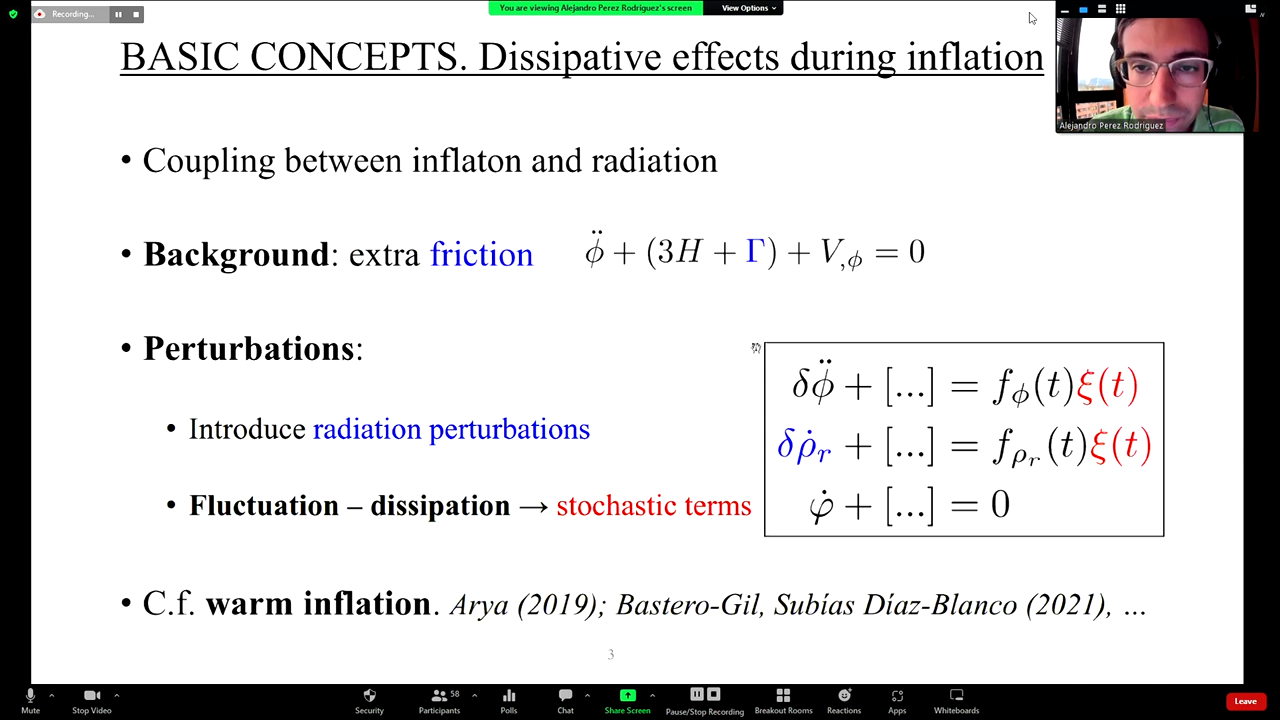 Recording...
You are viewing Alejandro Perez Rodriguez's screen
View Options
BASIC CONCEPTS. Dissipative effects during inflation
Alejandro Perez Rodriguez
• Coupling between inflaton and radiation
• Background: extra friction
$\ddot{\phi} + (3H + \Gamma) + V_{,\phi} = 0$
• Perturbations:
• Introduce radiation perturbations
• Fluctuation – dissipation → stochastic terms
$\delta\ddot{\phi} + [...] = f_{\phi}(t)\xi(t)$
$\delta\dot{\rho}_r + [...] = f_{\rho_r}(t)\xi(t)$
$\dot{\varphi} + [...] = 0$
• C.f. warm inflation. Arya (2019); Bastero-Gil, Subías Díaz-Blanco (2021), ...
3
Mute
Stop Video
Security
Participants
58
Polls
Chat
Share Screen
Pause/Stop Recording
Breakout Rooms
Reactions
Apps
Whiteboards
Leave